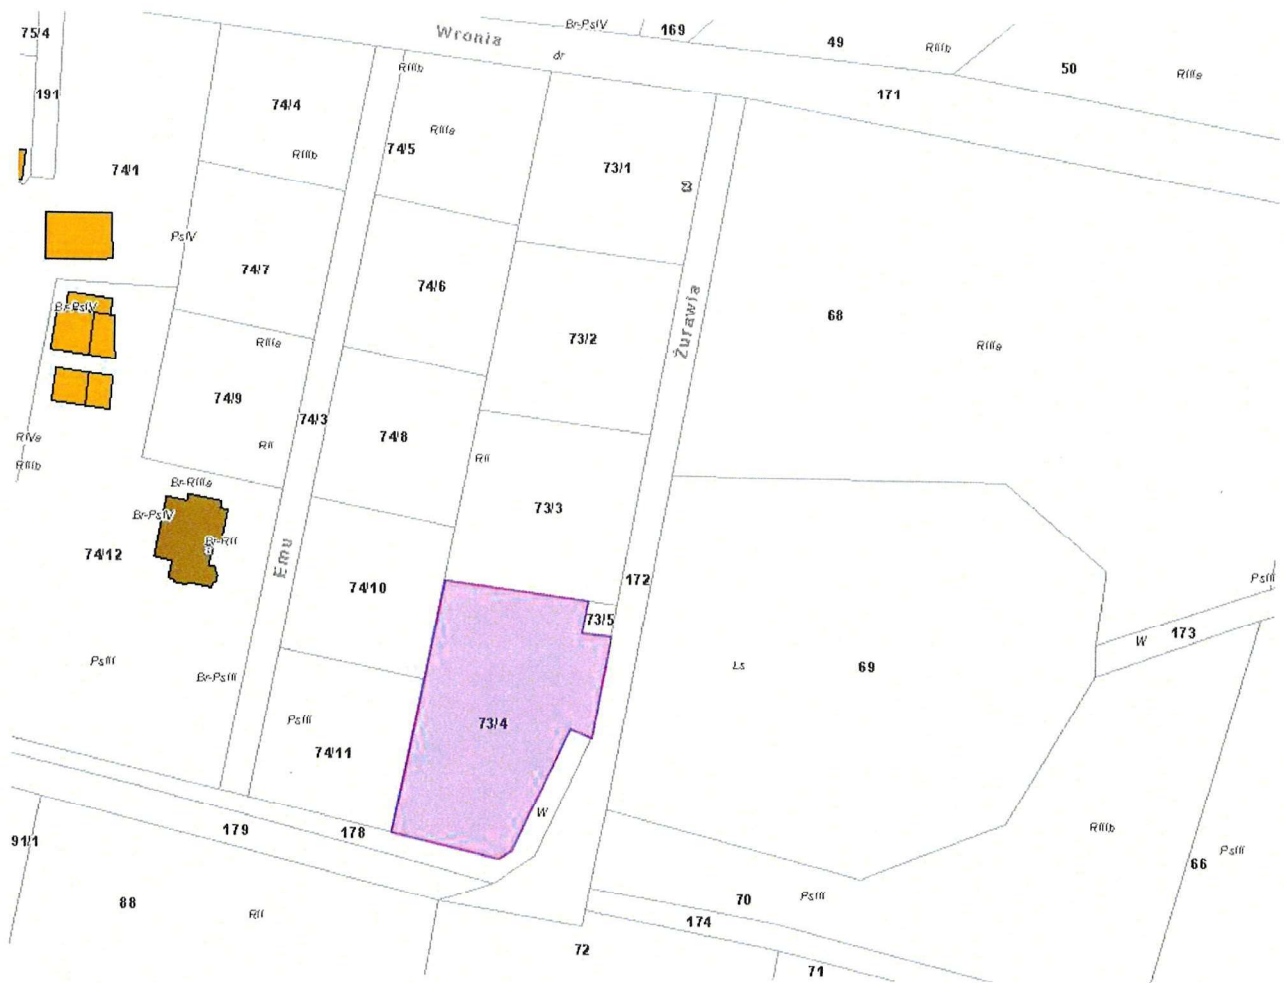 Br-PsIV
169
75/4
Wronia
dr
49
RIIIb
50
RIIIa
RIIIb
191
171
74/4
RIIIa
74/5
RIIIb
74/1
73/1
PsIV
74/7
74/6
Br-PsIV
68
Żurawia
73/2
RIIIa
RIIIa
74/9
74/3
RIVa
RII
74/8
RII
RIIIb
Br-RIIIa
73/3
Br-PsIV
Br-RII
74/12
Emu
172
74/10
PsIII
73/5
173
W
PsIII
Ls
69
Br-PsIII
PsIII
73/4
74/11
W
179
178
RIIIb
91/1
PsIII
66
PsIII
70
88
RII
174
72
71